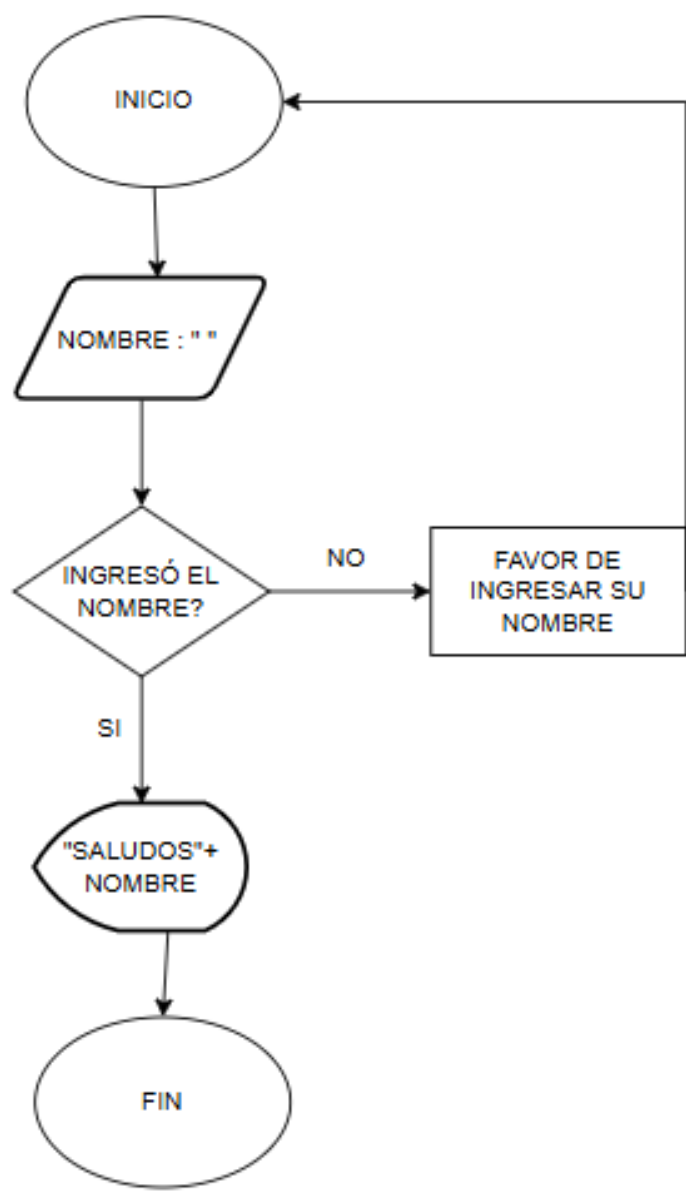 INICIO
NOMBRE : " "
INGRESÓ EL
NOMBRE?
NO
FAVOR DE
INGRESAR SU
NOMBRE
SI
"SALUDOS"+
NOMBRE
FIN